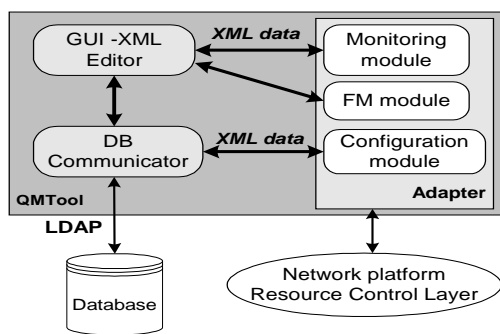 GUI -XML
Editor
XML data
Monitoring
module
FM module
DB
Communicator
XML data
Configuration
module
QMTool
Adapter
LDAP
Database
Network platform
Resource Control Layer